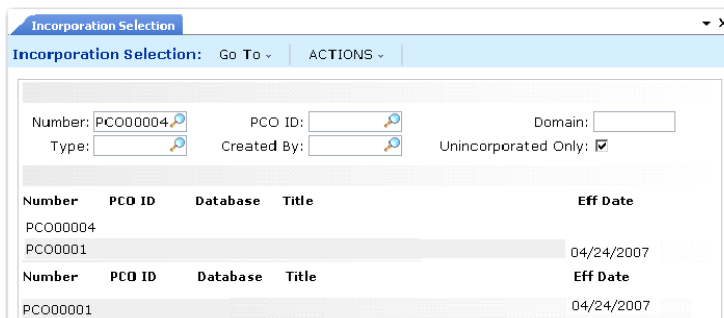 Incorporation Selection
Incorporation Selection: Go To ACTIONS
Number: PCO00004 PCO ID: Domain:
Type: Created By: Unincorporated Only:
Number PCO ID Database Title Eff Date
PCO00004
PCO0001 04/24/2007
Number PCO ID Database Title Eff Date
PCO00001 04/24/2007